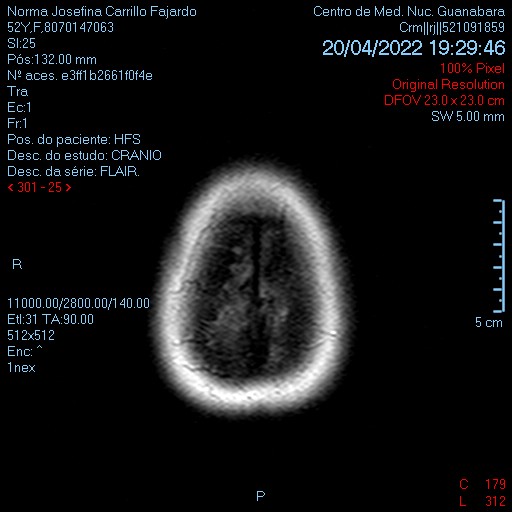 Norma Josefina Carrillo Fajardo
52Y,F,8070147063
Sl:25
Pós:132.00 mm
Nº aces. e3ff1b2661f0f4e
Tra
Ec:1
Fr:1
Pos. do paciente: HFS
Desc. do estudo: CRANIO
Desc. da série: FLAIR.
< 301 - 25 >
Centro de Med. Nuc. Guanabara
Crm||rj||521091859
20/04/2022 19:29:46
100% Pixel
Original Resolution
DFOV 23.0 x 23.0 cm
SW 5.00 mm
R
11000.00/2800.00/140.00
Etl:31 TA:90.00
512x512
Enc: ^
1nex
5 cm
P
C 179
L 312